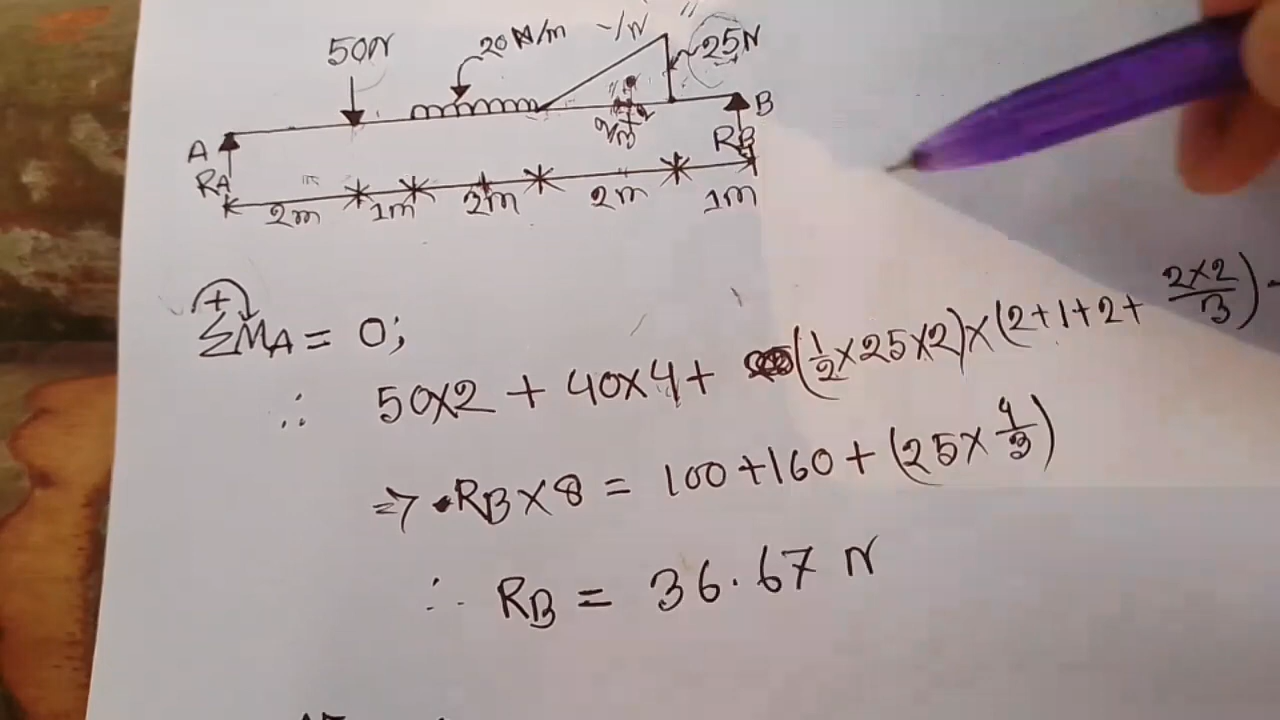 50N
20 N/m
25N
A
B
RA
RB
2m
1m
2m
2m
1m
+
ΣMA = 0;
∴ 50×2 + 40×4 + (1/2×25×2)×(2+1+2+ 2×2/3) -
⇒ RB×8 = 100+160+(25×4/3)
∴ RB = 36.67 N